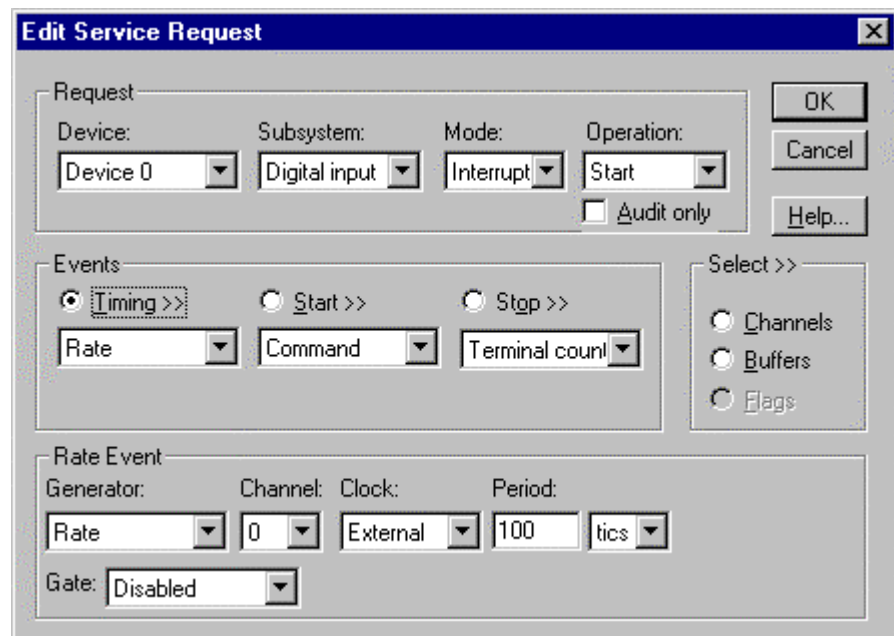 Edit Service Request
Request
OK
Device: Subsystem: Mode: Operation:
Device 0 Digital input Interrupt Start
Cancel
Audit only
Help...
Events
Select >>
Timing >> Start >> Stop >>
Rate Command Terminal count
Channels
Buffers
Flags
Rate Event
Generator: Channel: Clock: Period:
Rate 0 External 100 tics
Gate: Disabled